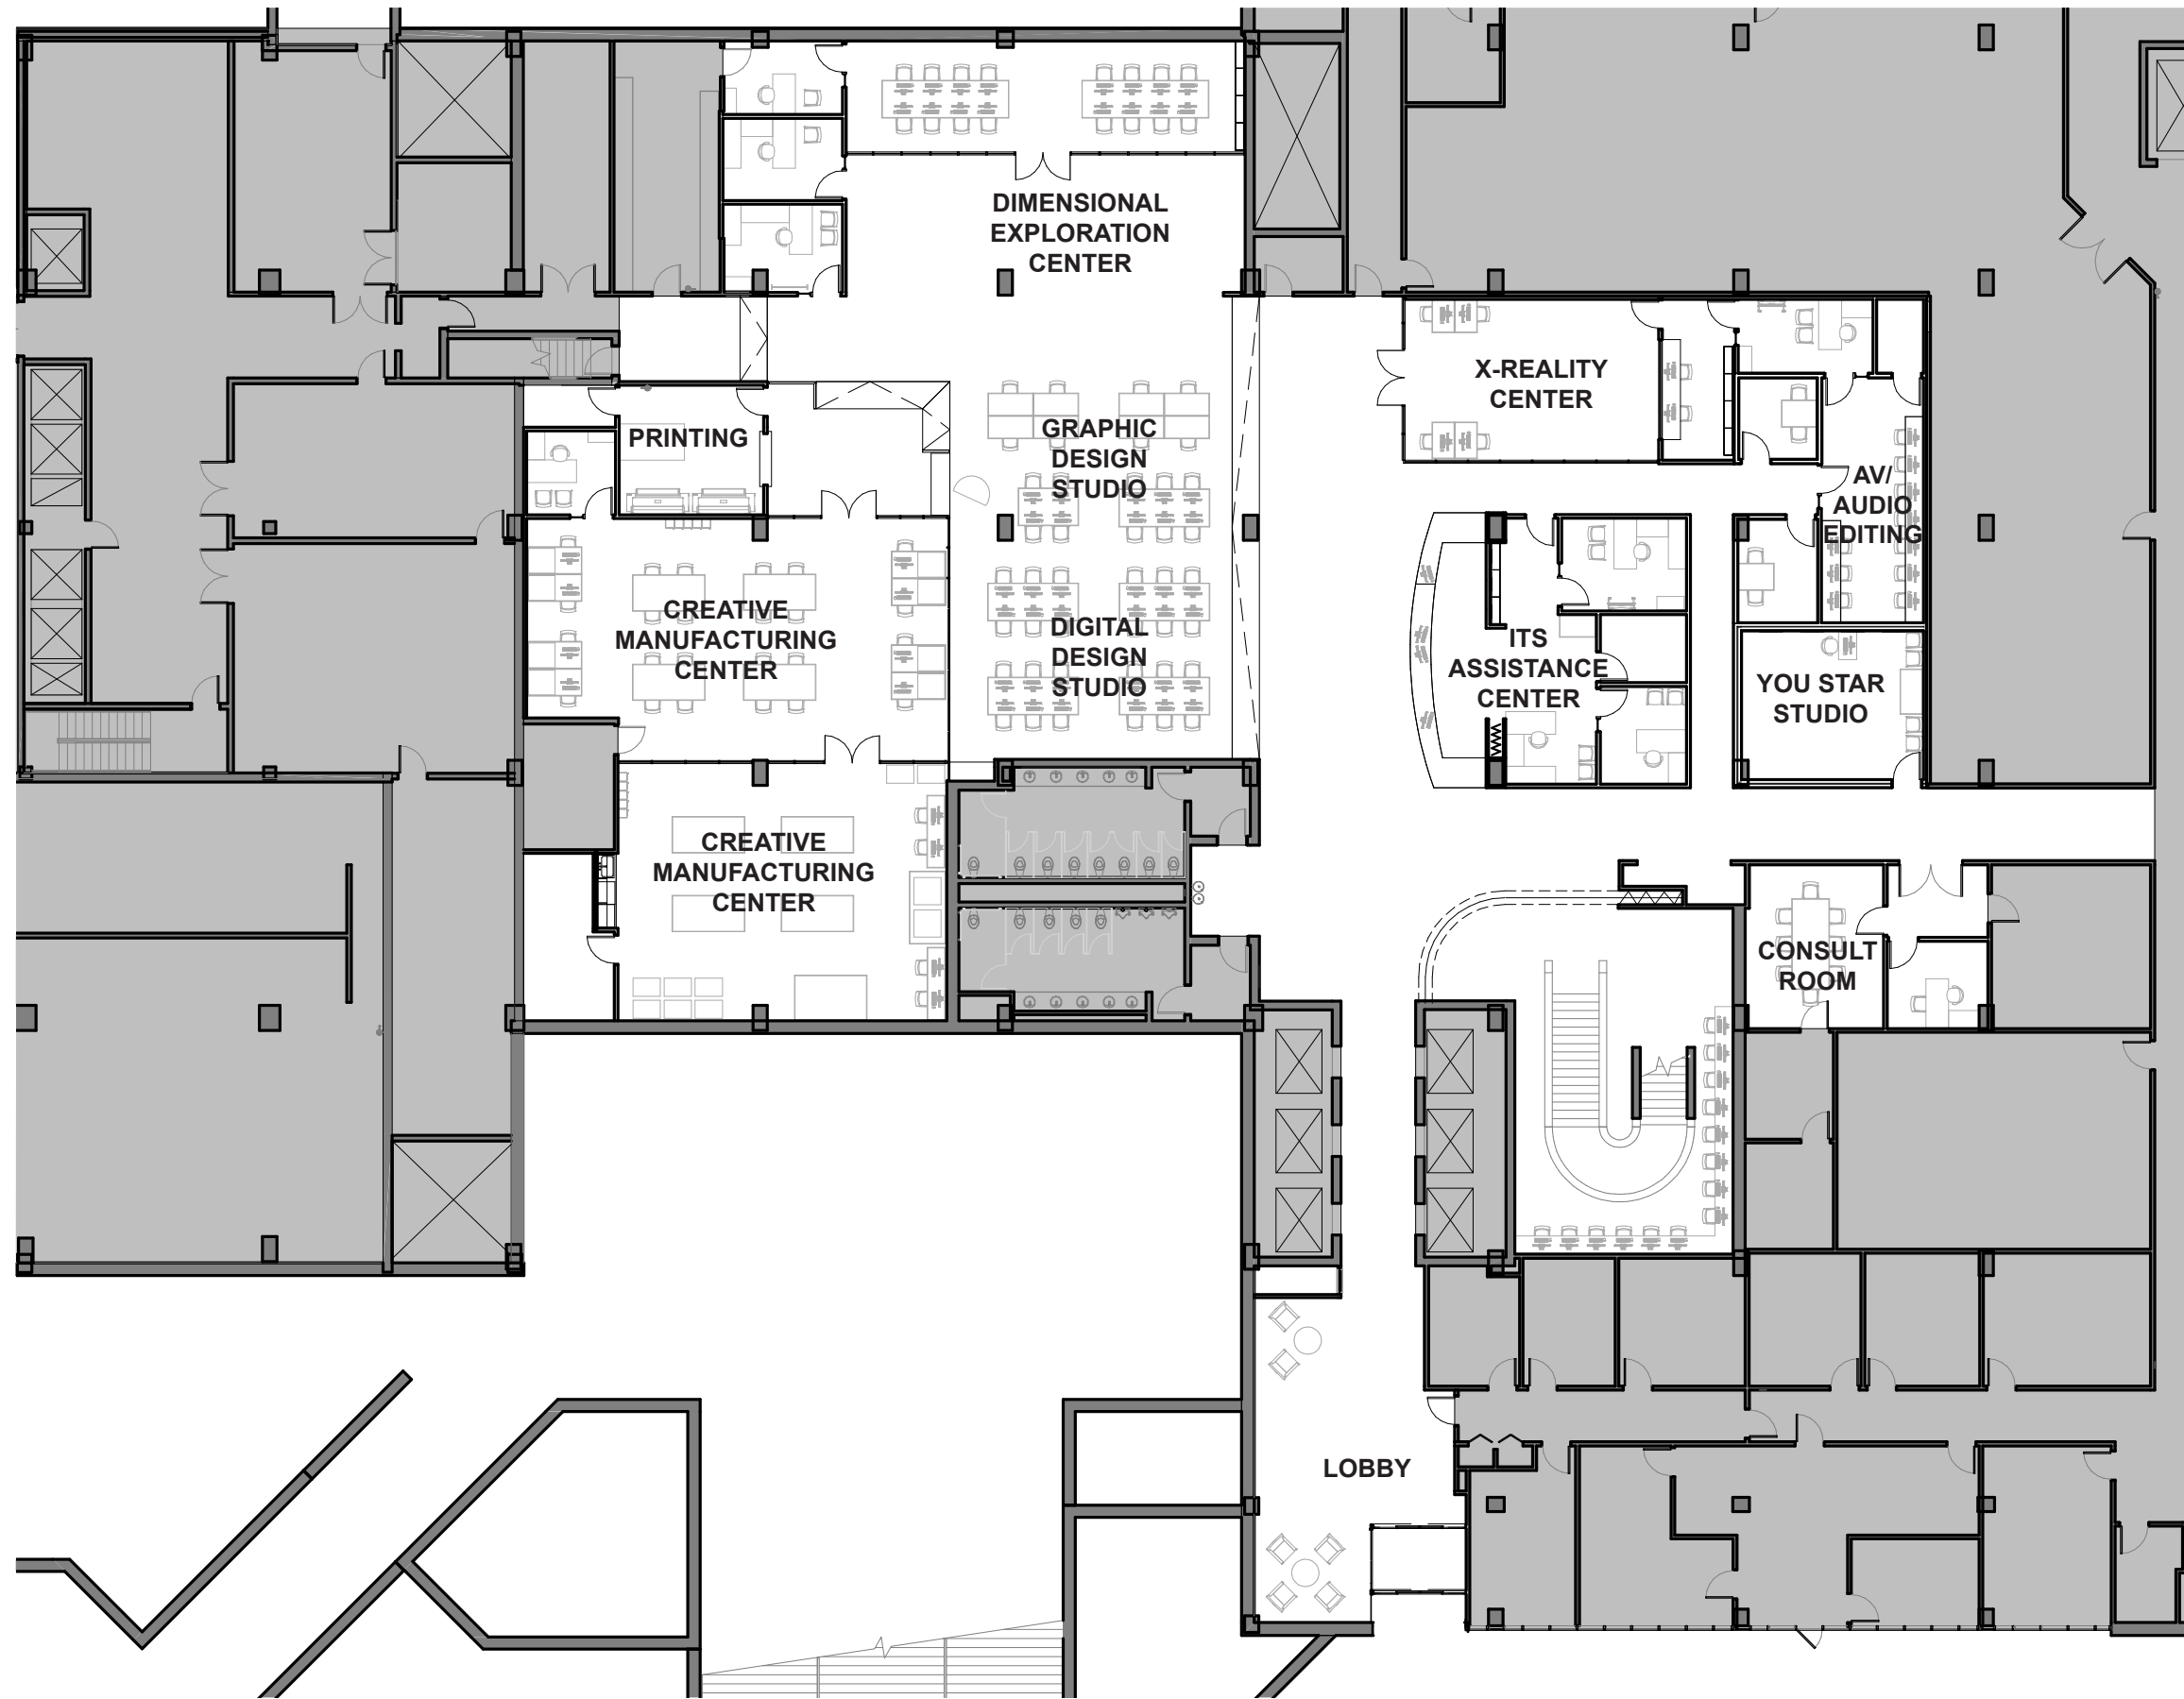 DIMENSIONAL
EXPLORATION
CENTER
X-REALITY
CENTER
PRINTING
GRAPHIC
DESIGN
STUDIO
AV/
AUDIO
EDITING
CREATIVE
MANUFACTURING
CENTER
DIGITAL
DESIGN
STUDIO
ITS
ASSISTANCE
CENTER
YOU STAR
STUDIO
CREATIVE
MANUFACTURING
CENTER
CONSULT
ROOM
LOBBY